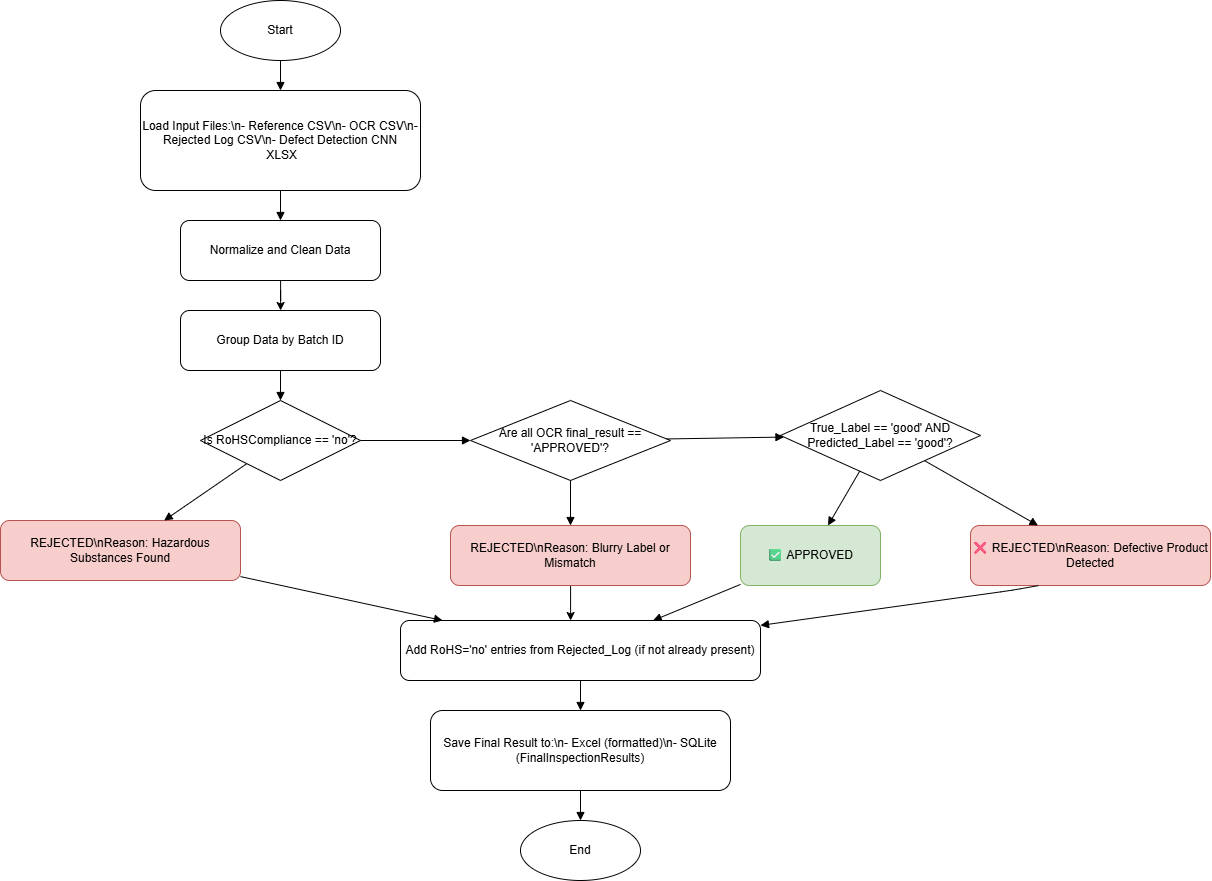 Start
Load Input Files:\n- Reference CSV\n- OCR CSV\n-
Rejected Log CSV\n- Defect Detection CNN
XLSX
Normalize and Clean Data
Group Data by Batch ID
Is RoHSCompliance == 'no'?
Are all OCR final_result ==
'APPROVED'?
True_Label == 'good' AND
Predicted_Label == 'good'?
REJECTED\nReason: Hazardous
Substances Found
REJECTED\nReason: Blurry Label or
Mismatch
✅ APPROVED
❌ REJECTED\nReason: Defective Product
Detected
Add RoHS='no' entries from Rejected_Log (if not already present)
Save Final Result to:\n- Excel (formatted)\n- SQLite
(FinalInspectionResults)
End